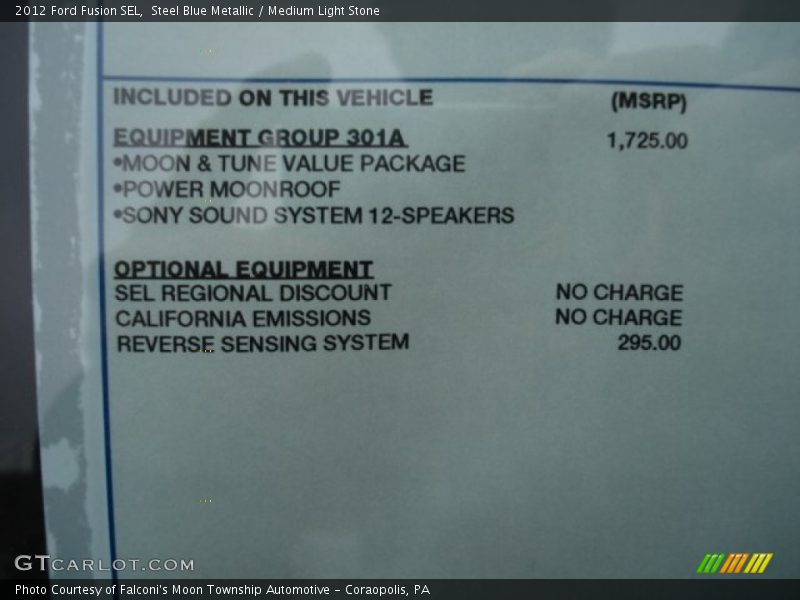 2012 Ford Fusion SEL,  Steel Blue Metallic / Medium Light Stone
INCLUDED ON THIS VEHICLE (MSRP)
EQUIPMENT GROUP 301A 1,725.00
•MOON & TUNE VALUE PACKAGE
•POWER MOONROOF
•SONY SOUND SYSTEM 12-SPEAKERS
OPTIONAL EQUIPMENT
SEL REGIONAL DISCOUNT NO CHARGE
CALIFORNIA EMISSIONS NO CHARGE
REVERSE SENSING SYSTEM 295.00
GTCARLOT.COM
Photo Courtesy of Falconi's Moon Township Automotive – Coraopolis, PA